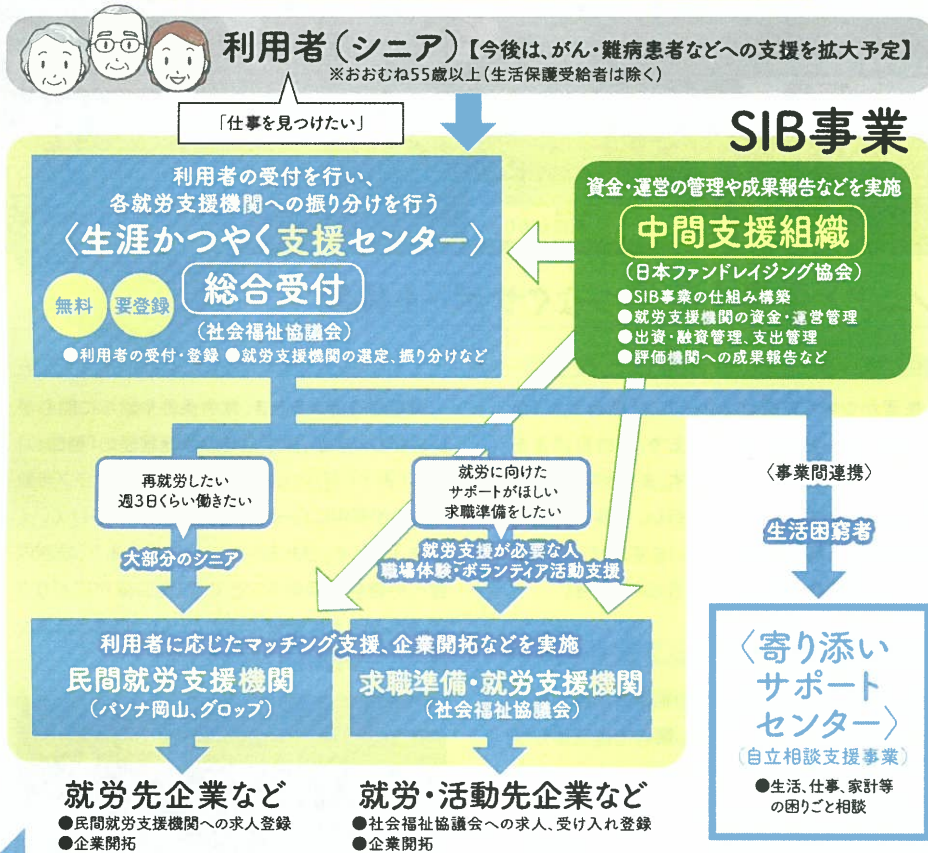 利用者（シニア）【今後は、がん・難病患者などへの支援を拡大予定】
※おおむね55歳以上（生活保護受給者は除く）
「仕事を見つけたい」
SIB事業
利用者の受付を行い、
各就労支援機関への振り分けを行う
〈生涯かつやく支援センター〉
無料
要登録
総合受付
（社会福祉協議会）
●利用者の受付・登録 ●就労支援機関の選定、振り分けなど
資金・運営の管理や成果報告などを実施
中間支援組織
（日本ファンドレイジング協会）
●SIB事業の仕組み構築
●就労支援機関の資金・運営管理
●出資・融資管理、支出管理
●評価機関への成果報告など
再就労したい
週3日くらい働きたい
大部分のシニア
就労に向けた
サポートがほしい
求職準備をしたい
就労支援が必要な人
職場体験・ボランティア活動支援
〈事業間連携〉
生活困窮者
利用者に応じたマッチング支援、企業開拓などを実施
民間就労支援機関
（パソナ岡山、グロップ）
求職準備・就労支援機関
（社会福祉協議会）
〈寄り添い
サポート
センター〉
（自立相談支援事業）
●生活、仕事、家計等
の困りごと相談
就労先企業など
●民間就労支援機関への求人登録
●企業開拓
就労・活動先企業など
●社会福祉協議会への求人、受け入れ登録
●企業開拓